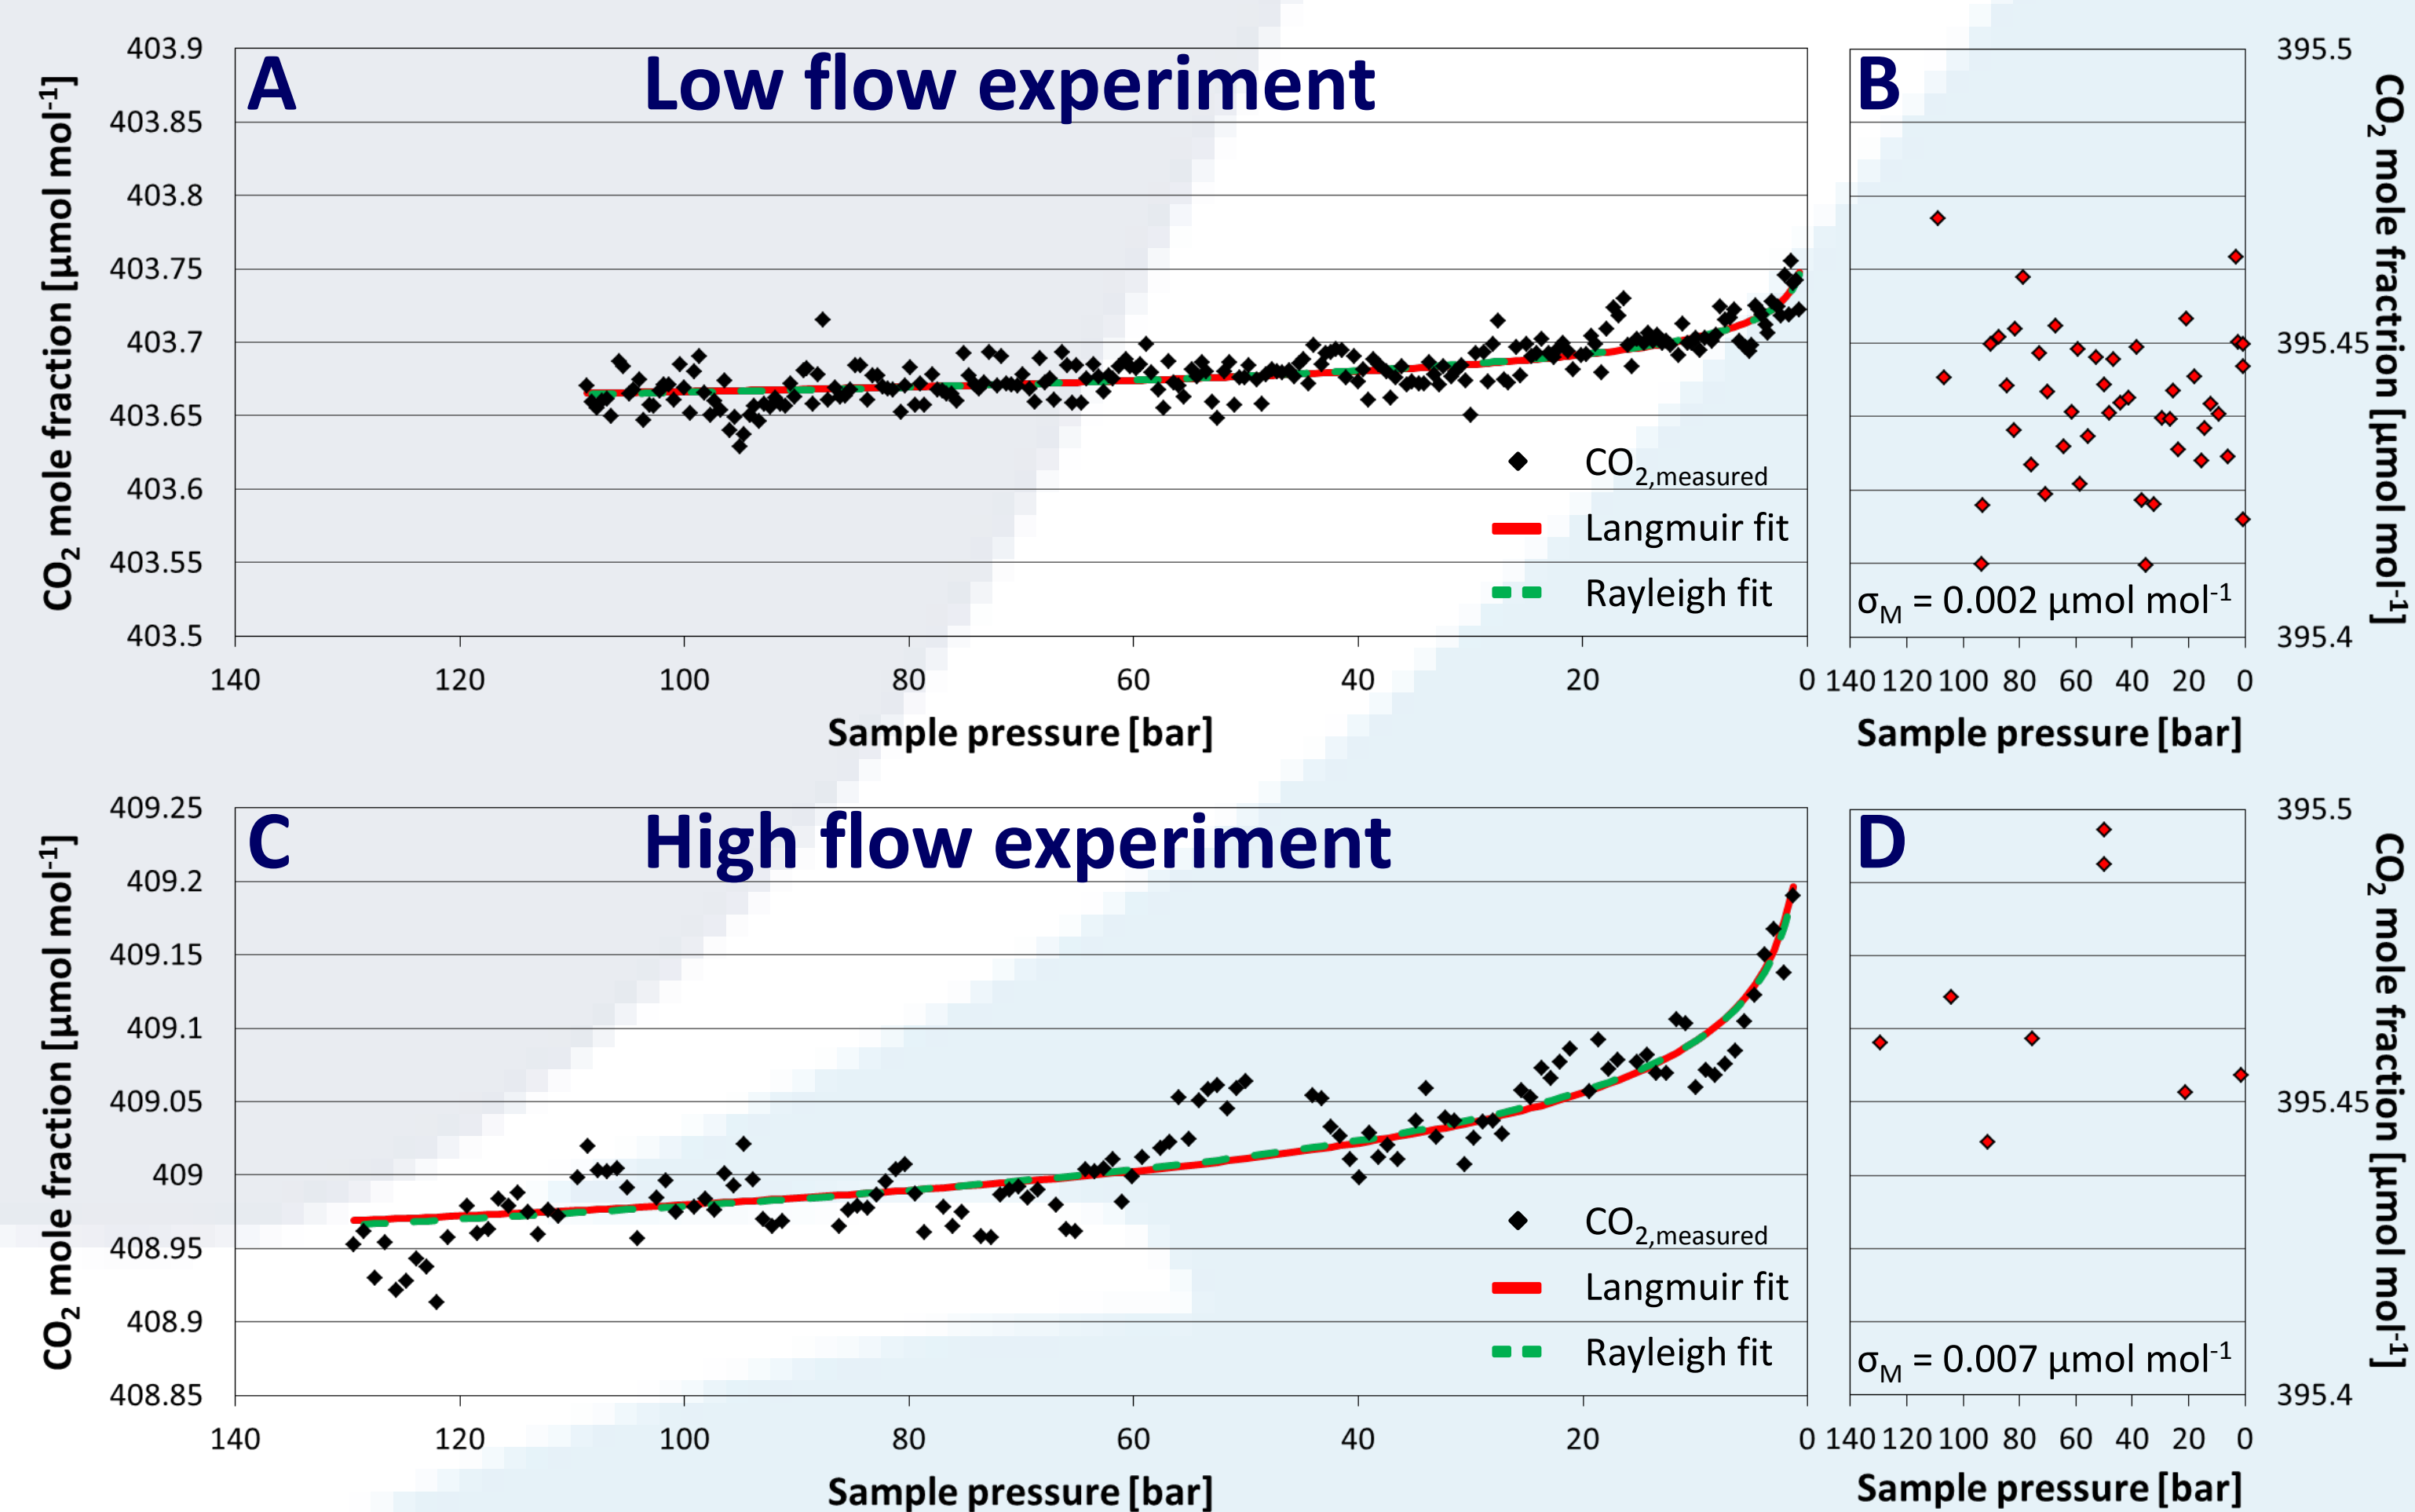 A
Low flow experiment
403.9
403.85
403.8
403.75
403.7
403.65
403.6
403.55
403.5
CO2 mole fraction [µmol mol-1]
CO2,measured
Langmuir fit
Rayleigh fit
140 120 100 80 60 40 20 0
Sample pressure [bar]
B
395.5
395.45
395.4
CO2 mole fractrion [µmol mol-1]
σM = 0.002 µmol mol-1
140 120 100 80 60 40 20 0
Sample pressure [bar]
C
High flow experiment
409.25
409.2
409.15
409.1
409.05
409
408.95
408.9
408.85
CO2 mole fraction [µmol mol-1]
CO2,measured
Langmuir fit
Rayleigh fit
140 120 100 80 60 40 20 0
Sample pressure [bar]
D
395.5
395.45
395.4
CO2 mole fraction [µmol mol-1]
σM = 0.007 µmol mol-1
140 120 100 80 60 40 20 0
Sample pressure [bar]